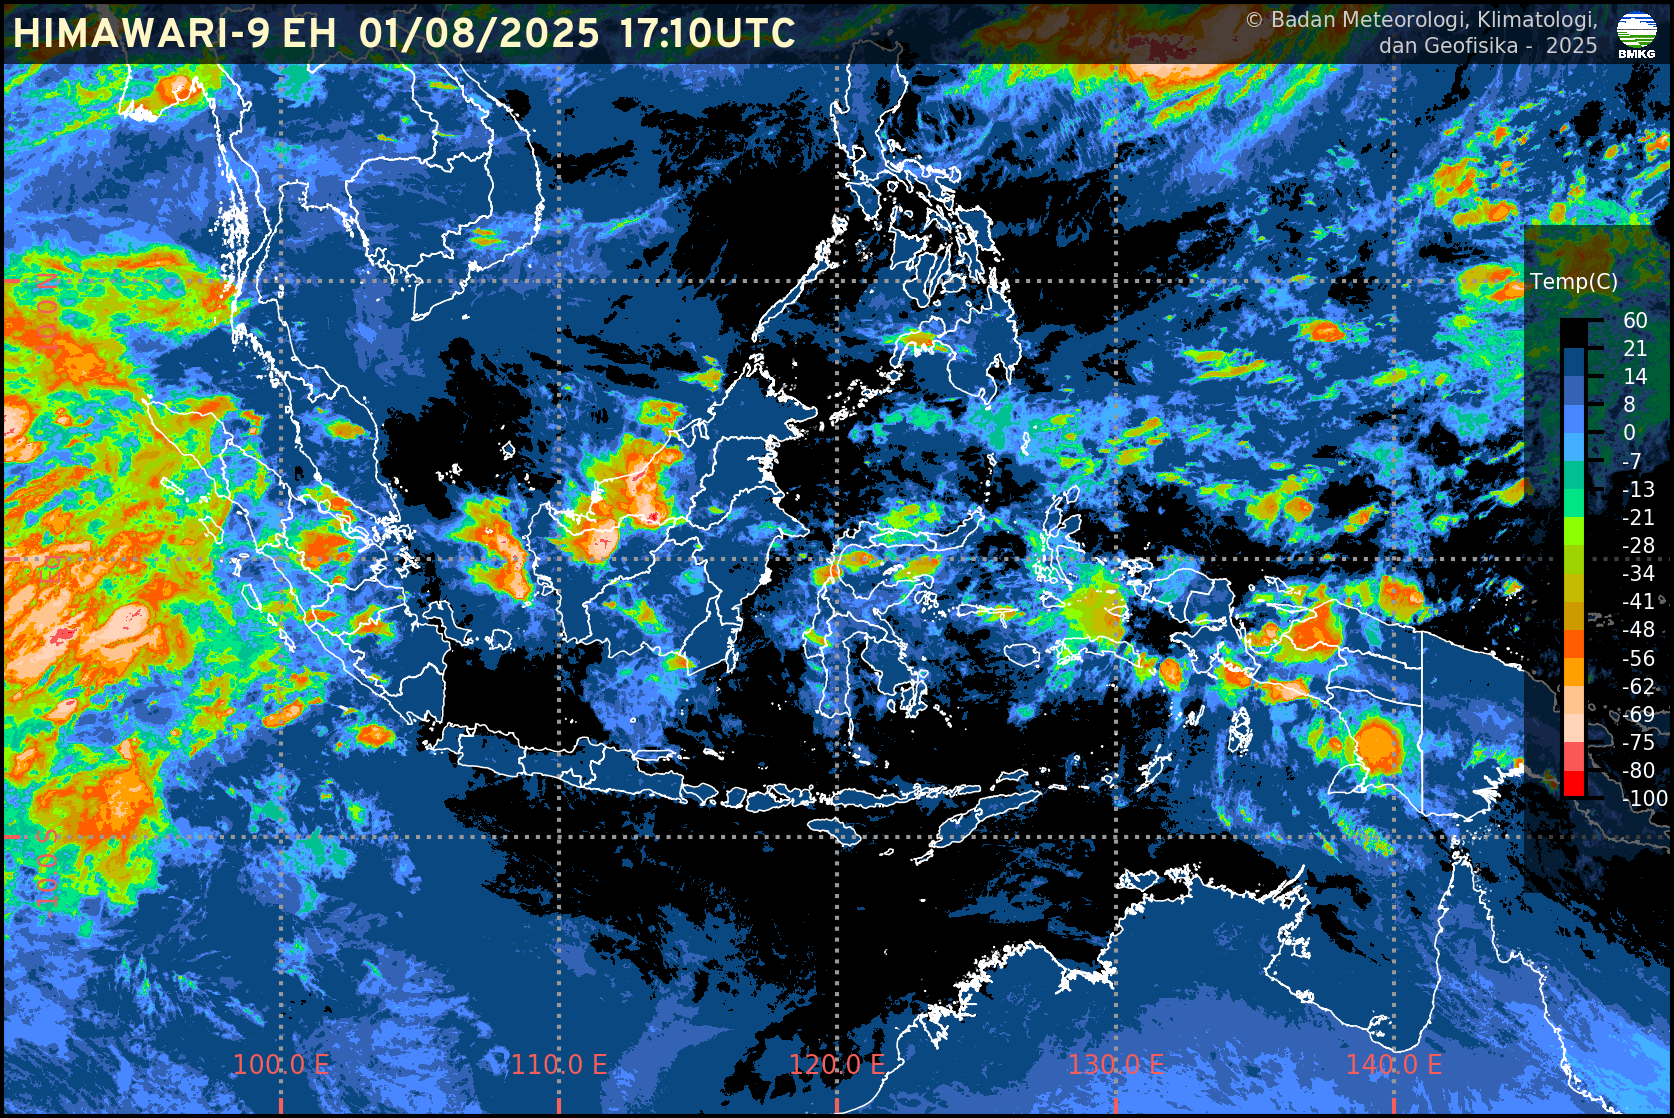 HIMAWARI-9 EH 01/08/2025 17:10UTC
© Badan Meteorologi, Klimatologi,
dan Geofisika - 2025
BMKG
Temp(C)
60
21
14
8
0
-7
-13
-21
-28
-34
-41
-48
-56
-62
-69
-75
-80
-100
-10.0 S
100.0 E
110.0 E
120.0 E
130.0 E
140.0 E